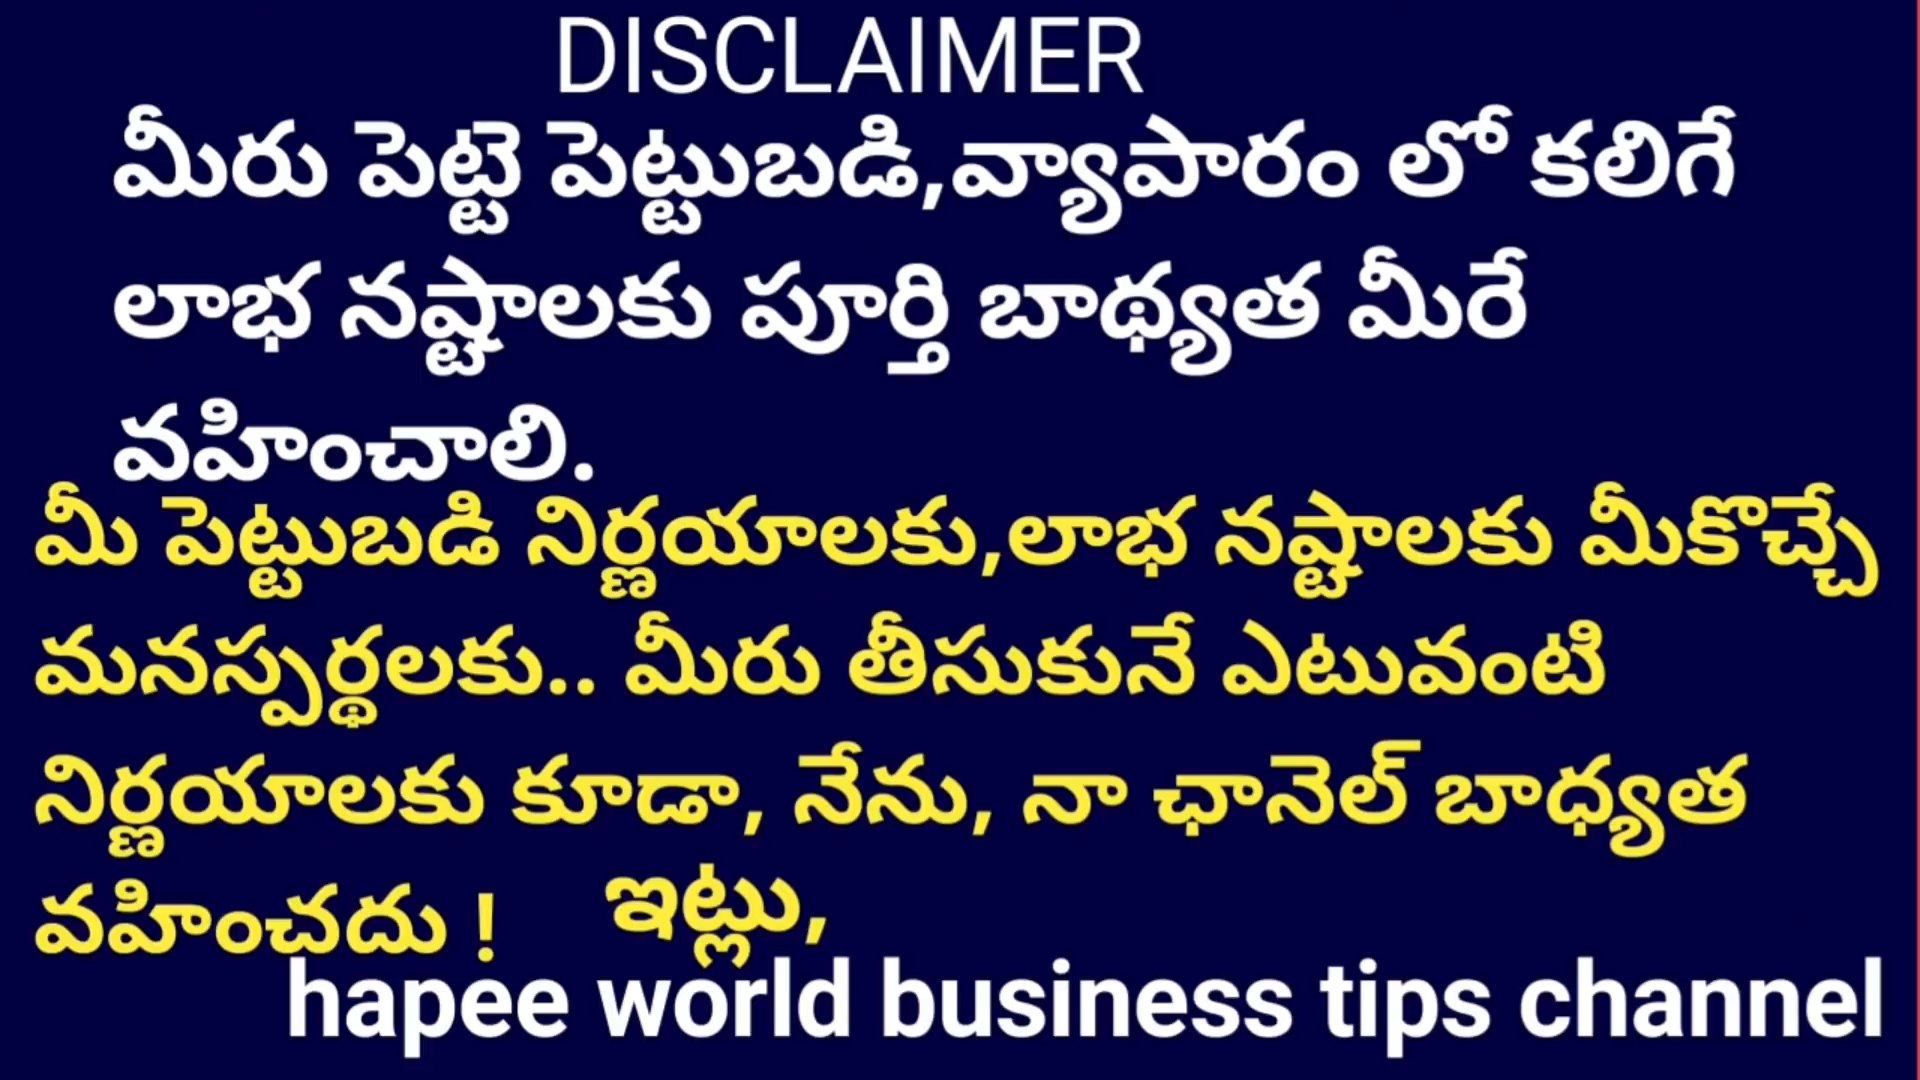 DISCLAIMER
మీరు పెట్టె పెట్టుబడి,వ్యాపారం లో కలిగే
లాభ నష్టాలకు పూర్తి బాథ్యత మీరే
వహించాలి.
మీ పెట్టుబడి నిర్ణయాలకు,లాభ నష్టాలకు మీకొచ్చే
మనస్పర్థలకు.. మీరు తీసుకునే ఎటువంటి
నిర్ణయాలకు కూడా, నేను, నా ఛానెల్ బాధ్యత
వహించదు !
ఇట్లు,
hapee world business tips channel